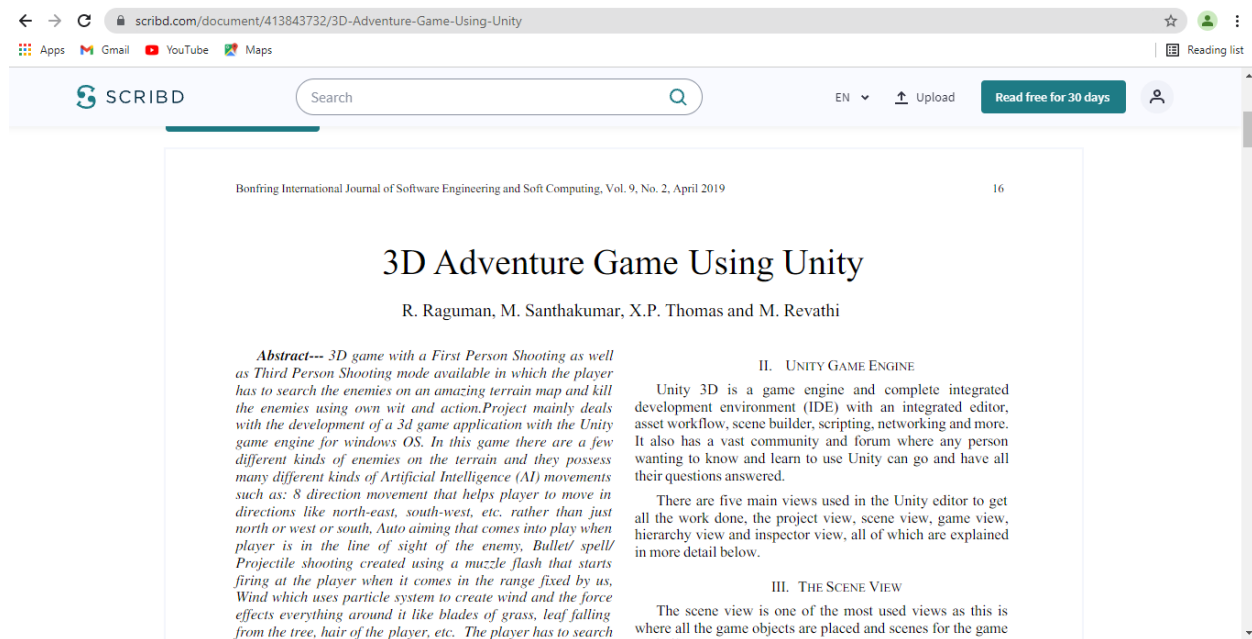 scribd.com/document/413843732/3D-Adventure-Game-Using-Unity
Apps Gmail YouTube Maps Reading list
SCRIBD Search EN Upload Read free for 30 days
Bonfring International Journal of Software Engineering and Soft Computing, Vol. 9, No. 2, April 2019 16
3D Adventure Game Using Unity
R. Raguman, M. Santhakumar, X.P. Thomas and M. Revathi
Abstract--- 3D game with a First Person Shooting as well
as Third Person Shooting mode available in which the player
has to search the enemies on an amazing terrain map and kill
the enemies using own wit and action.Project mainly deals
with the development of a 3d game application with the Unity
game engine for windows OS. In this game there are a few
different kinds of enemies on the terrain and they possess
many different kinds of Artificial Intelligence (AI) movements
such as: 8 direction movement that helps player to move in
directions like north-east, south-west, etc. rather than just
north or west or south, Auto aiming that comes into play when
player is in the line of sight of the enemy, Bullet/ spell/
Projectile shooting created using a muzzle flash that starts
firing at the player when it comes in the range fixed by us,
Wind which uses particle system to create wind and the force
effects everything around it like blades of grass, leaf falling
from the tree, hair of the player, etc. The player has to search
II. UNITY GAME ENGINE
Unity 3D is a game engine and complete integrated
development environment (IDE) with an integrated editor,
asset workflow, scene builder, scripting, networking and more.
It also has a vast community and forum where any person
wanting to know and learn to use Unity can go and have all
their questions answered.
There are five main views used in the Unity editor to get
all the work done, the project view, scene view, game view,
hierarchy view and inspector view, all of which are explained
in more detail below.
III. THE SCENE VIEW
The scene view is one of the most used views as this is
where all the game objects are placed and scenes for the game